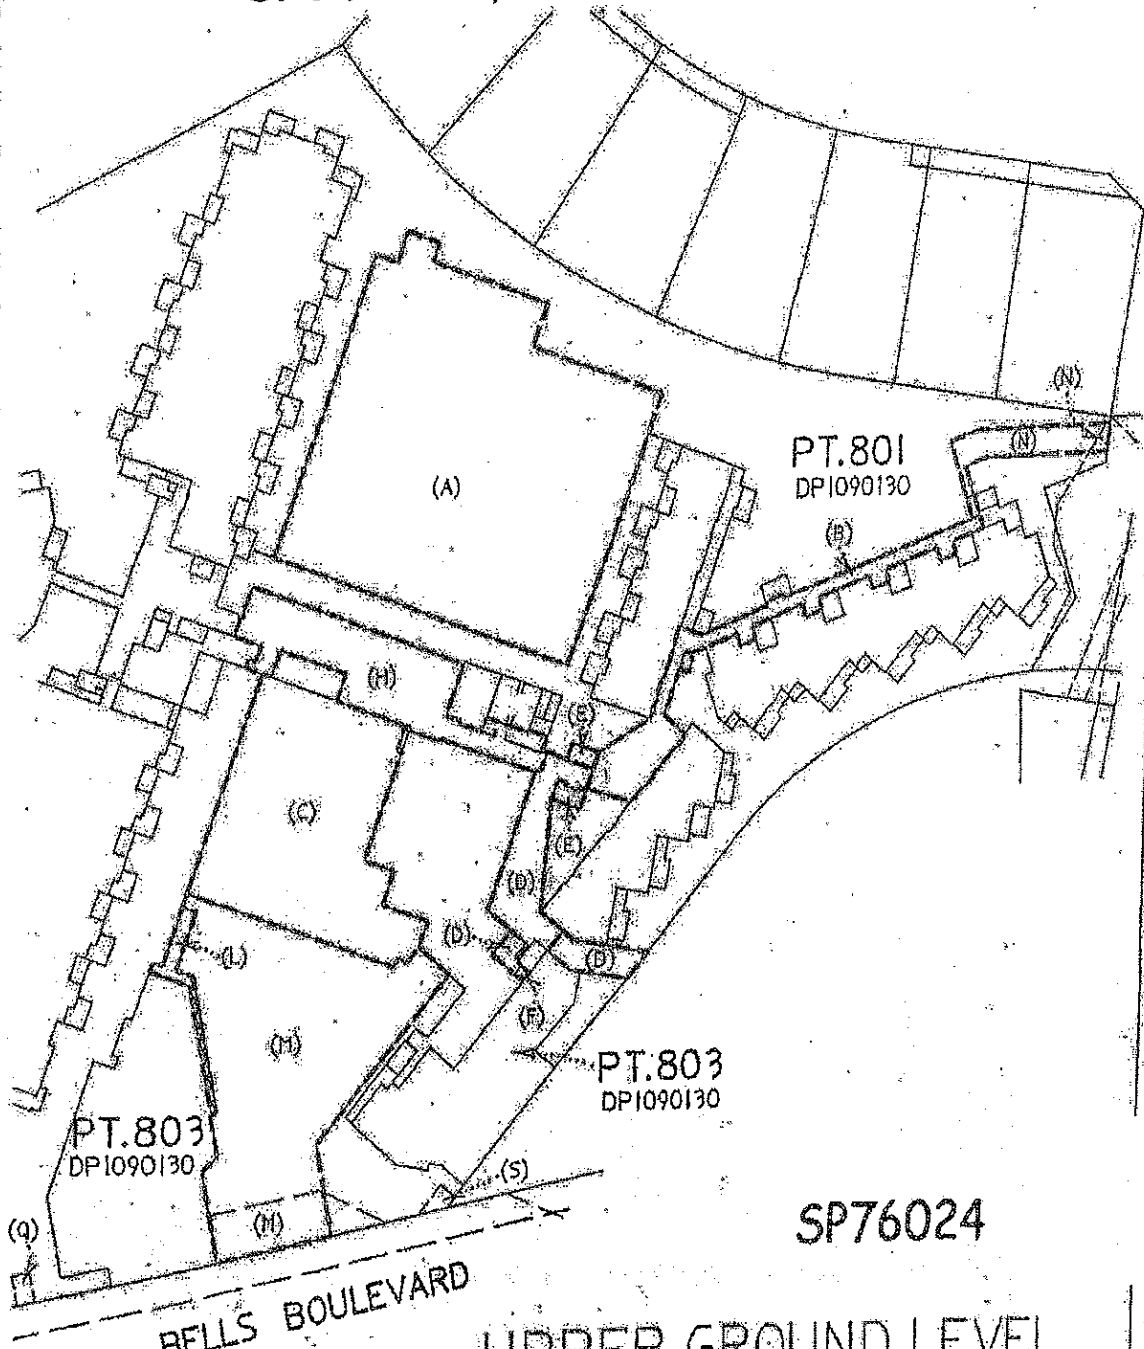 (N)
PT.801
DP1090130
(N)
(A)
(B)
(H)
(E)
(C)
(E)
(D)
(D)
(L)
(D)
(F)
(M)
PT.803
DP1090130
PT.803
DP1090130
(S)
(Q)
(M)
SP76024
BELLS BOULEVARD
UPPER GROUND LEVEL